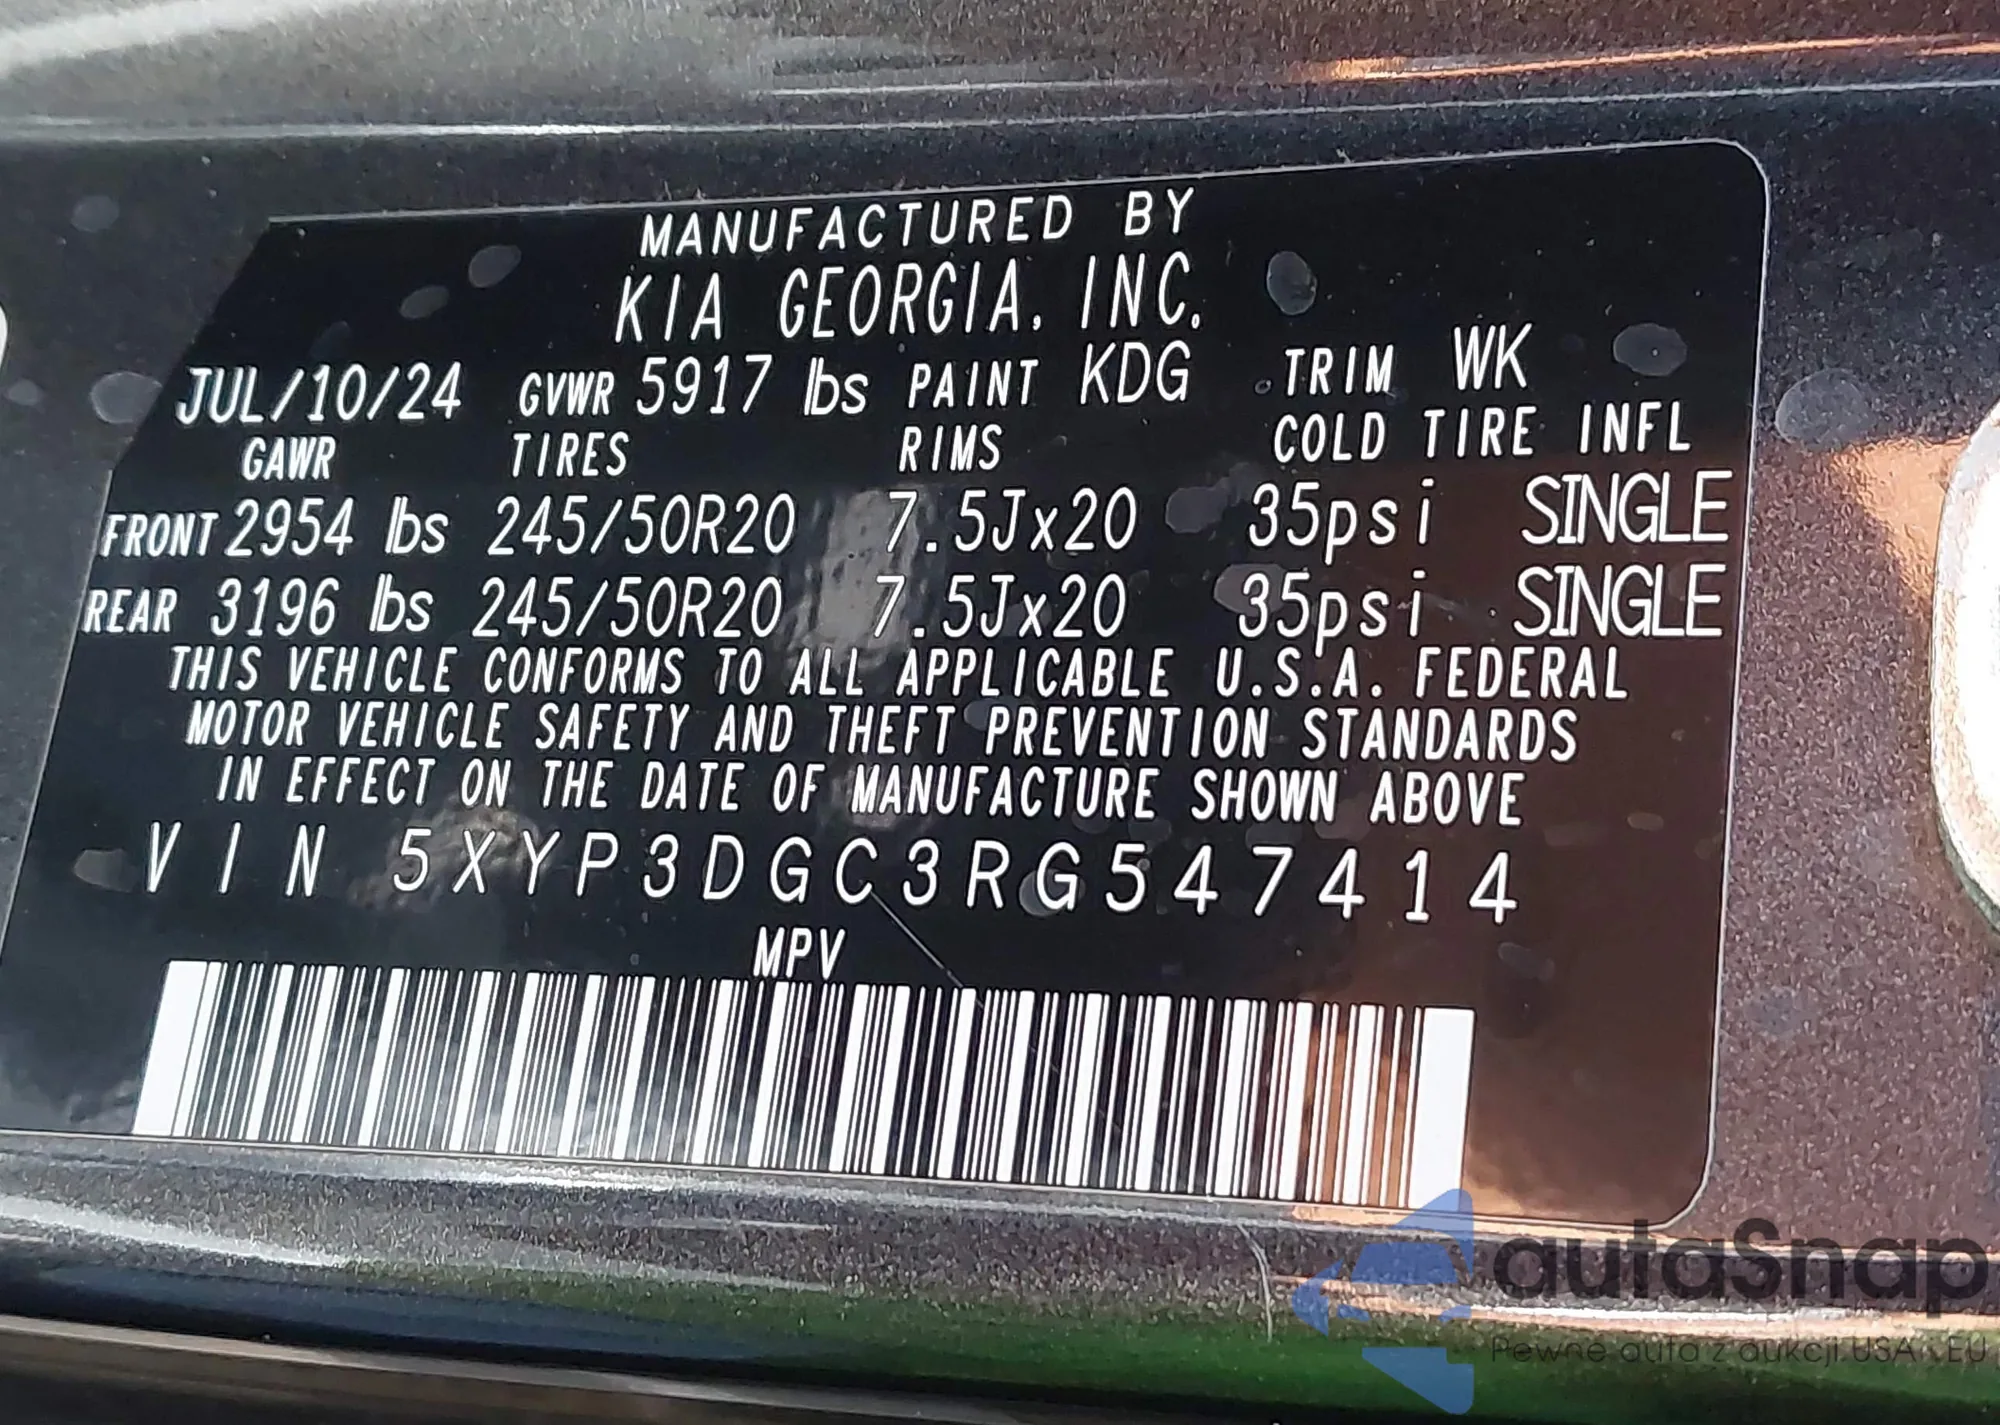 MANUFACTURED BY
KIA GEORGIA, INC.
JUL/10/24 GVWR 5917 lbs PAINT KDG TRIM WK
GAWR TIRES RIMS COLD TIRE INFL
FRONT 2954 lbs 245/50R20 7.5Jx20 35psi SINGLE
REAR 3196 lbs 245/50R20 7.5Jx20 35psi SINGLE
THIS VEHICLE CONFORMS TO ALL APPLICABLE U.S.A. FEDERAL
MOTOR VEHICLE SAFETY AND THEFT PREVENTION STANDARDS
IN EFFECT ON THE DATE OF MANUFACTURE SHOWN ABOVE
VIN 5XYP3DGC3RG547414
MPV
autaSnap
Pewne auta z aukcji USA i EU